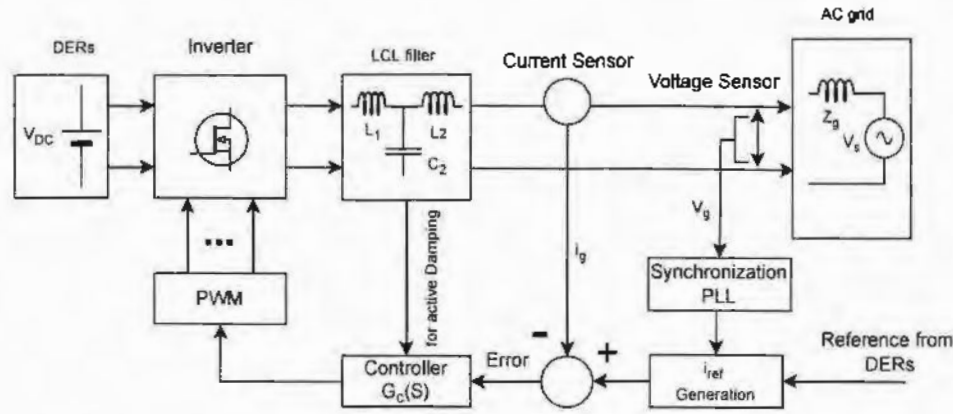 DERs
Inverter
LCL filter
Current Sensor
Voltage Sensor
AC grid
VDC
L1
L2
C2
Zg
Vs
Vg
ig
for active Damping
Synchronization
PLL
PWM
-
+
Controller
Gc(S)
Error
iref
Generation
Reference from
DERs